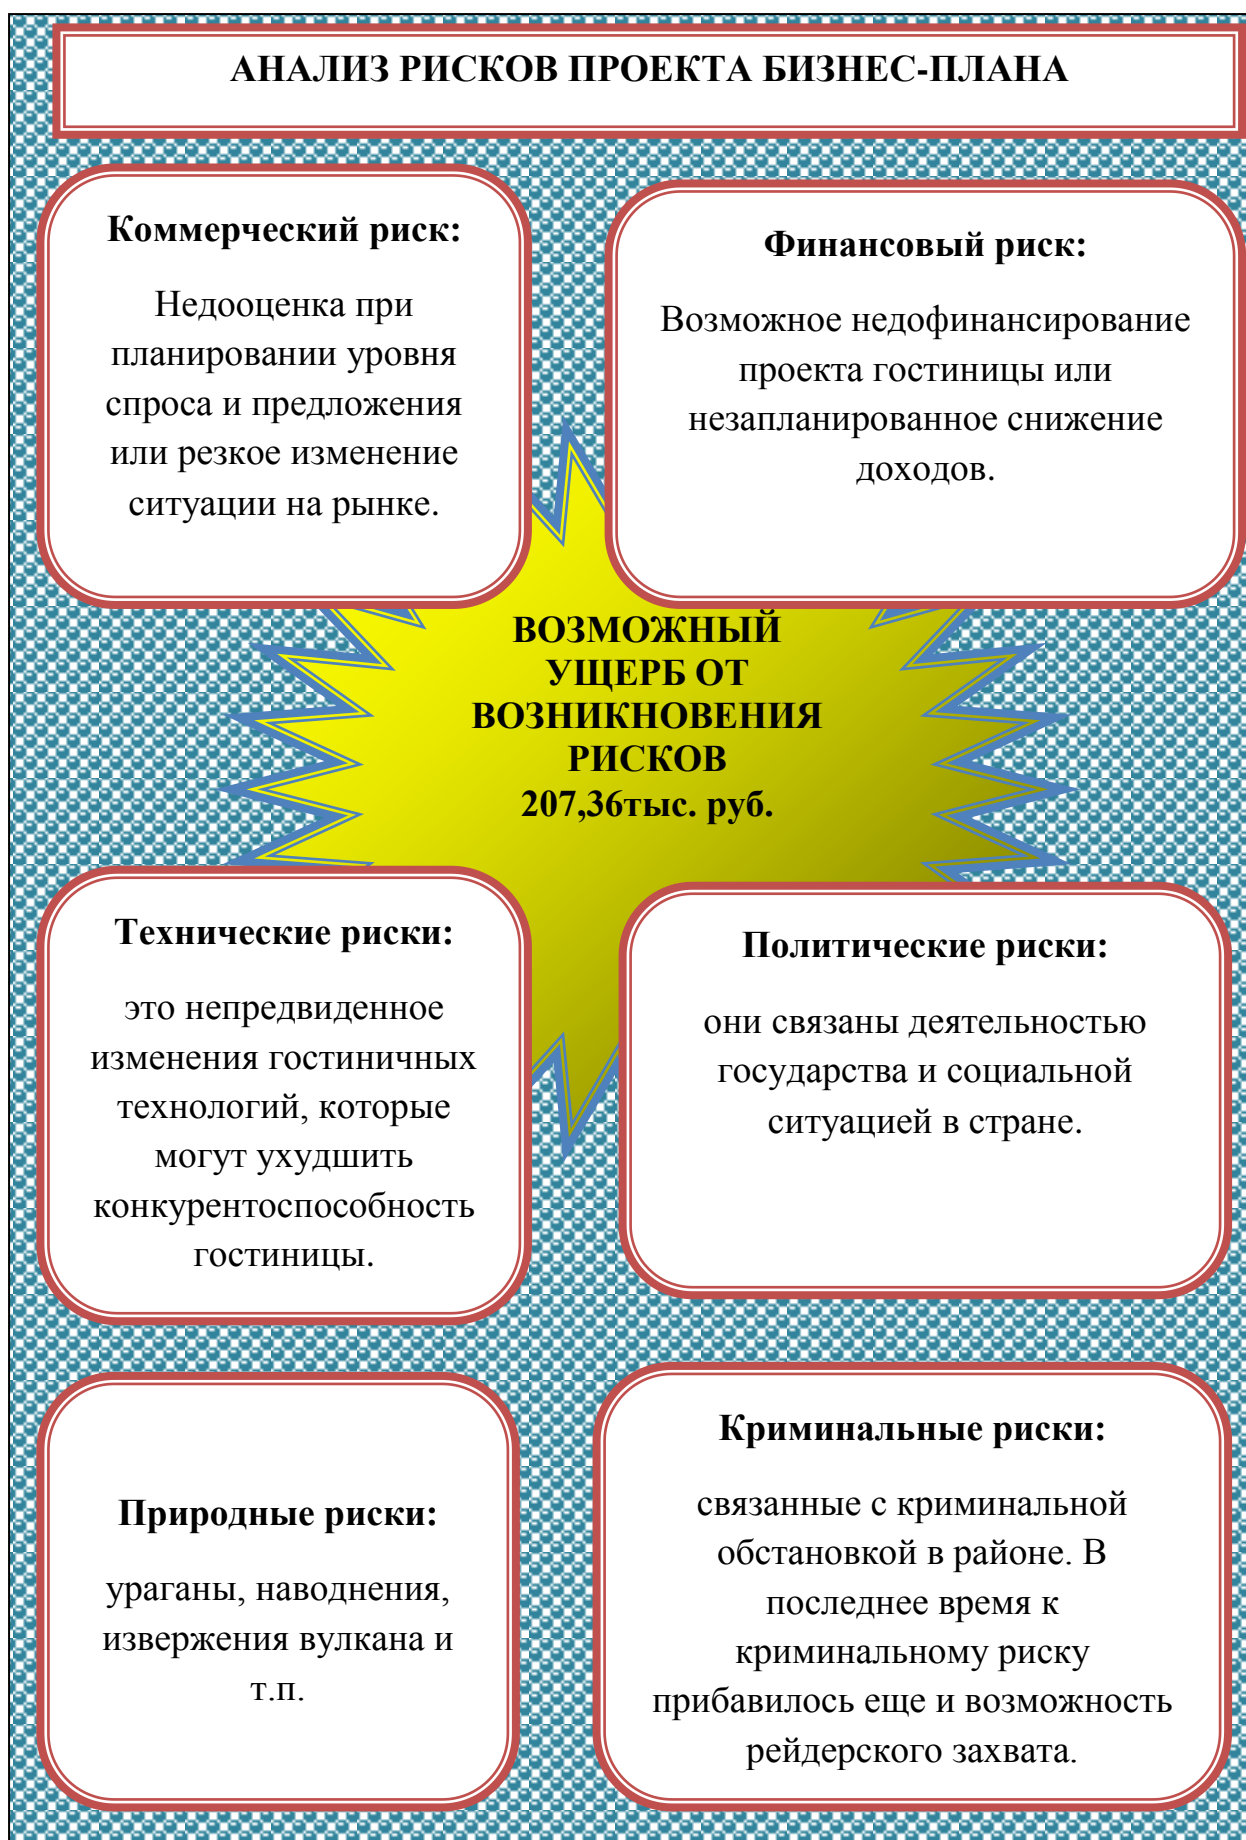 АНАЛИЗ РИСКОВ ПРОЕКТА БИЗНЕС-ПЛАНА
Коммерческий риск:
Недооценка при
планировании уровня
спроса и предложения
или резкое изменение
ситуации на рынке.
Финансовый риск:
Возможное недофинансирование
проекта гостиницы или
незапланированное снижение
доходов.
ВОЗМОЖНЫЙ
УЩЕРБ ОТ
ВОЗНИКНОВЕНИЯ
РИСКОВ
207,36тыс. руб.
Технические риски:
это непредвиденное
изменения гостиничных
технологий, которые
могут ухудшить
конкурентоспособность
гостиницы.
Политические риски:
они связаны деятельностью
государства и социальной
ситуацией в стране.
Природные риски:
ураганы, наводнения,
извержения вулкана и
т.п.
Криминальные риски:
связанные с криминальной
обстановкой в районе. В
последнее время к
криминальному риску
прибавилось еще и возможность
рейдерского захвата.